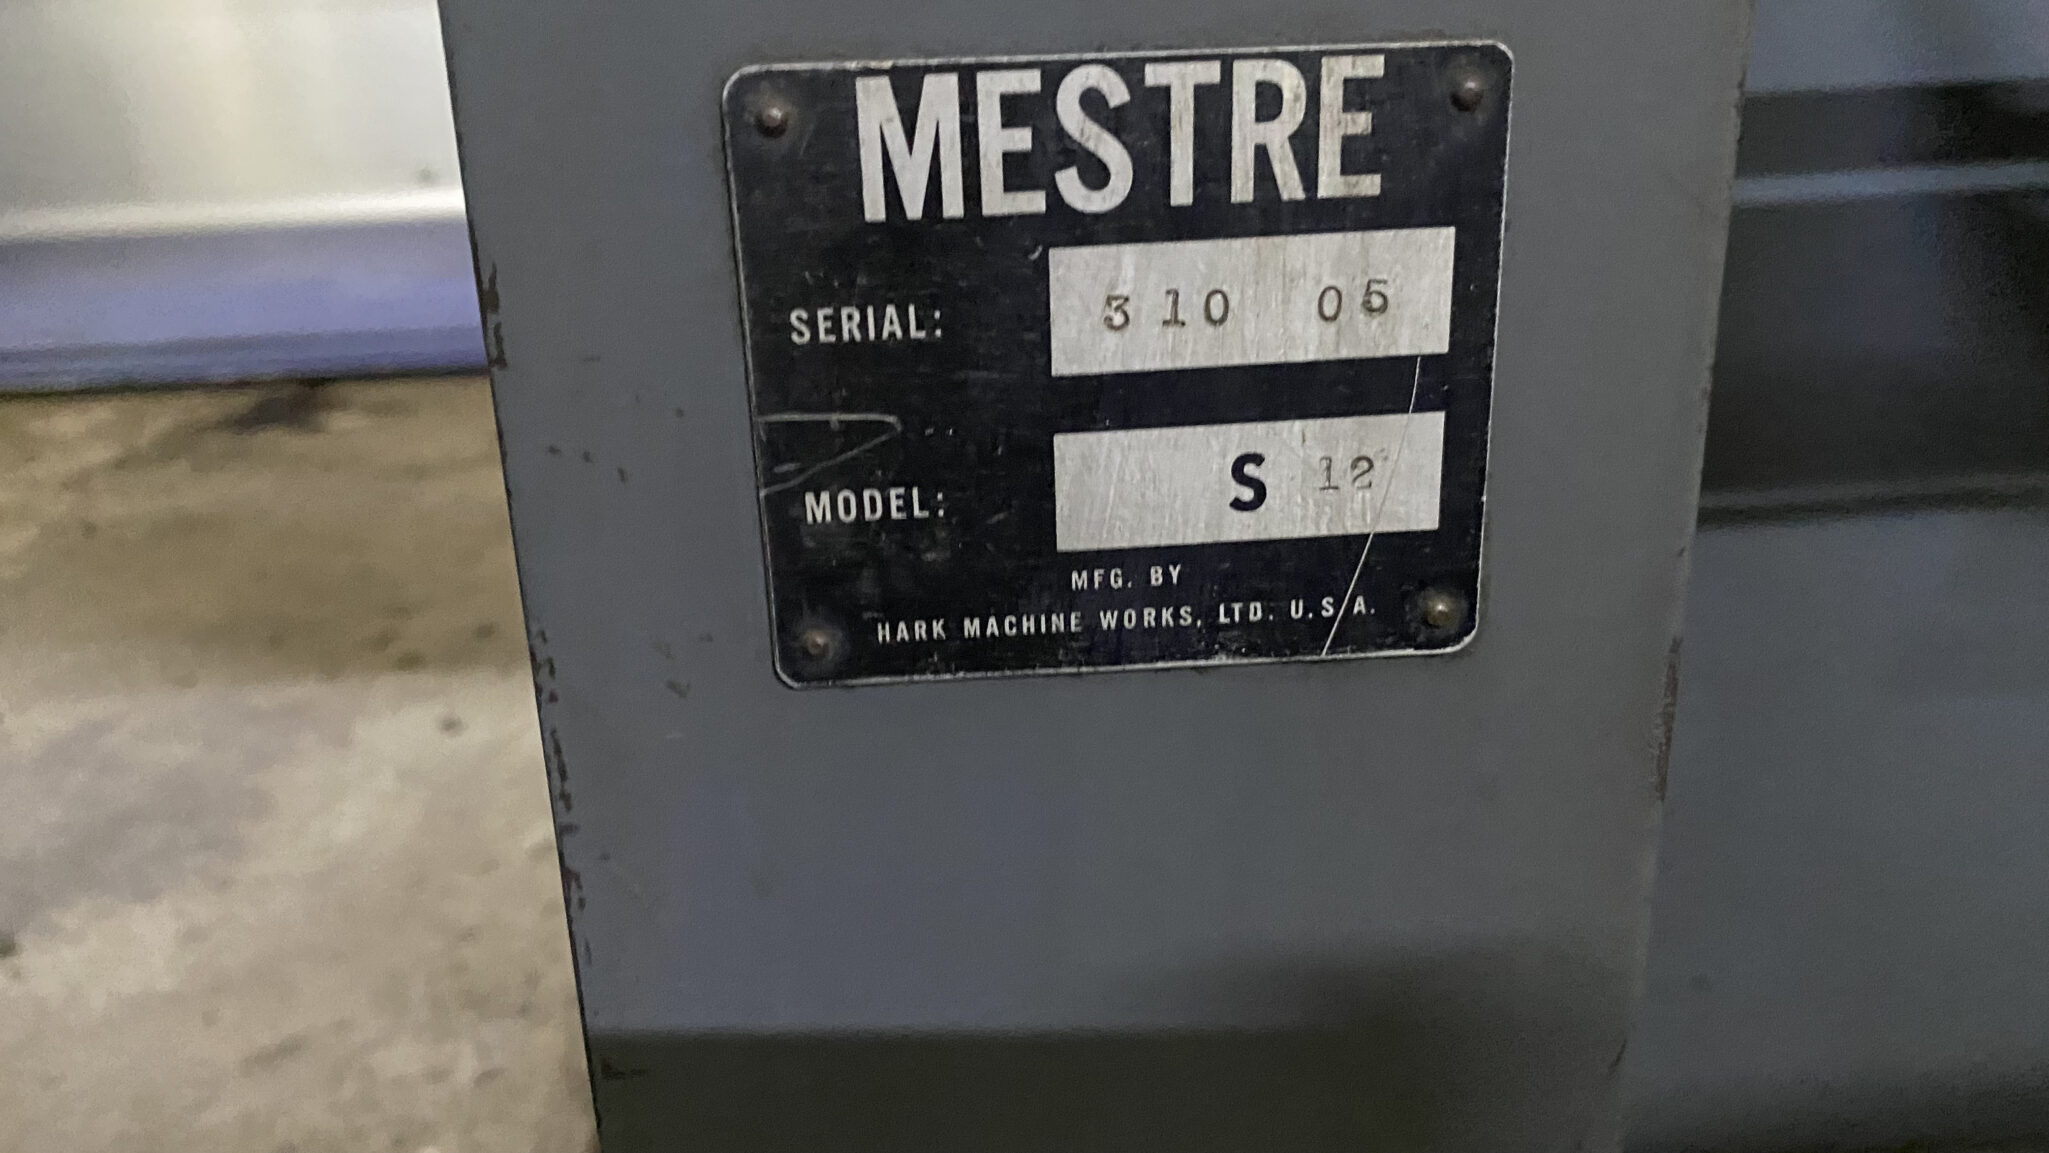 MESTRE
SERIAL: 310 05
MODEL: S 12
MFG. BY
HARK MACHINE WORKS, LTD. U.S.A.